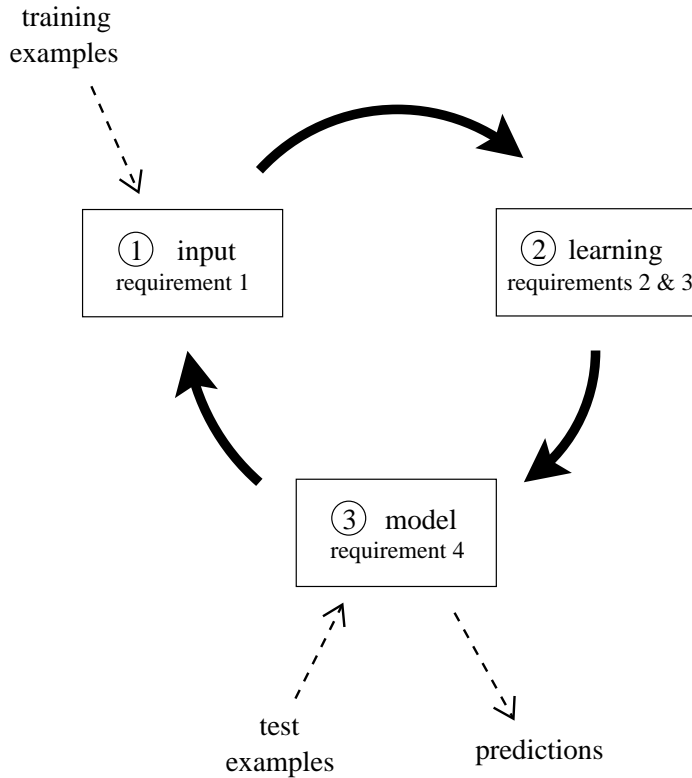 training
examples
① input
requirement 1
② learning
requirements 2 & 3
③ model
requirement 4
test
examples
predictions